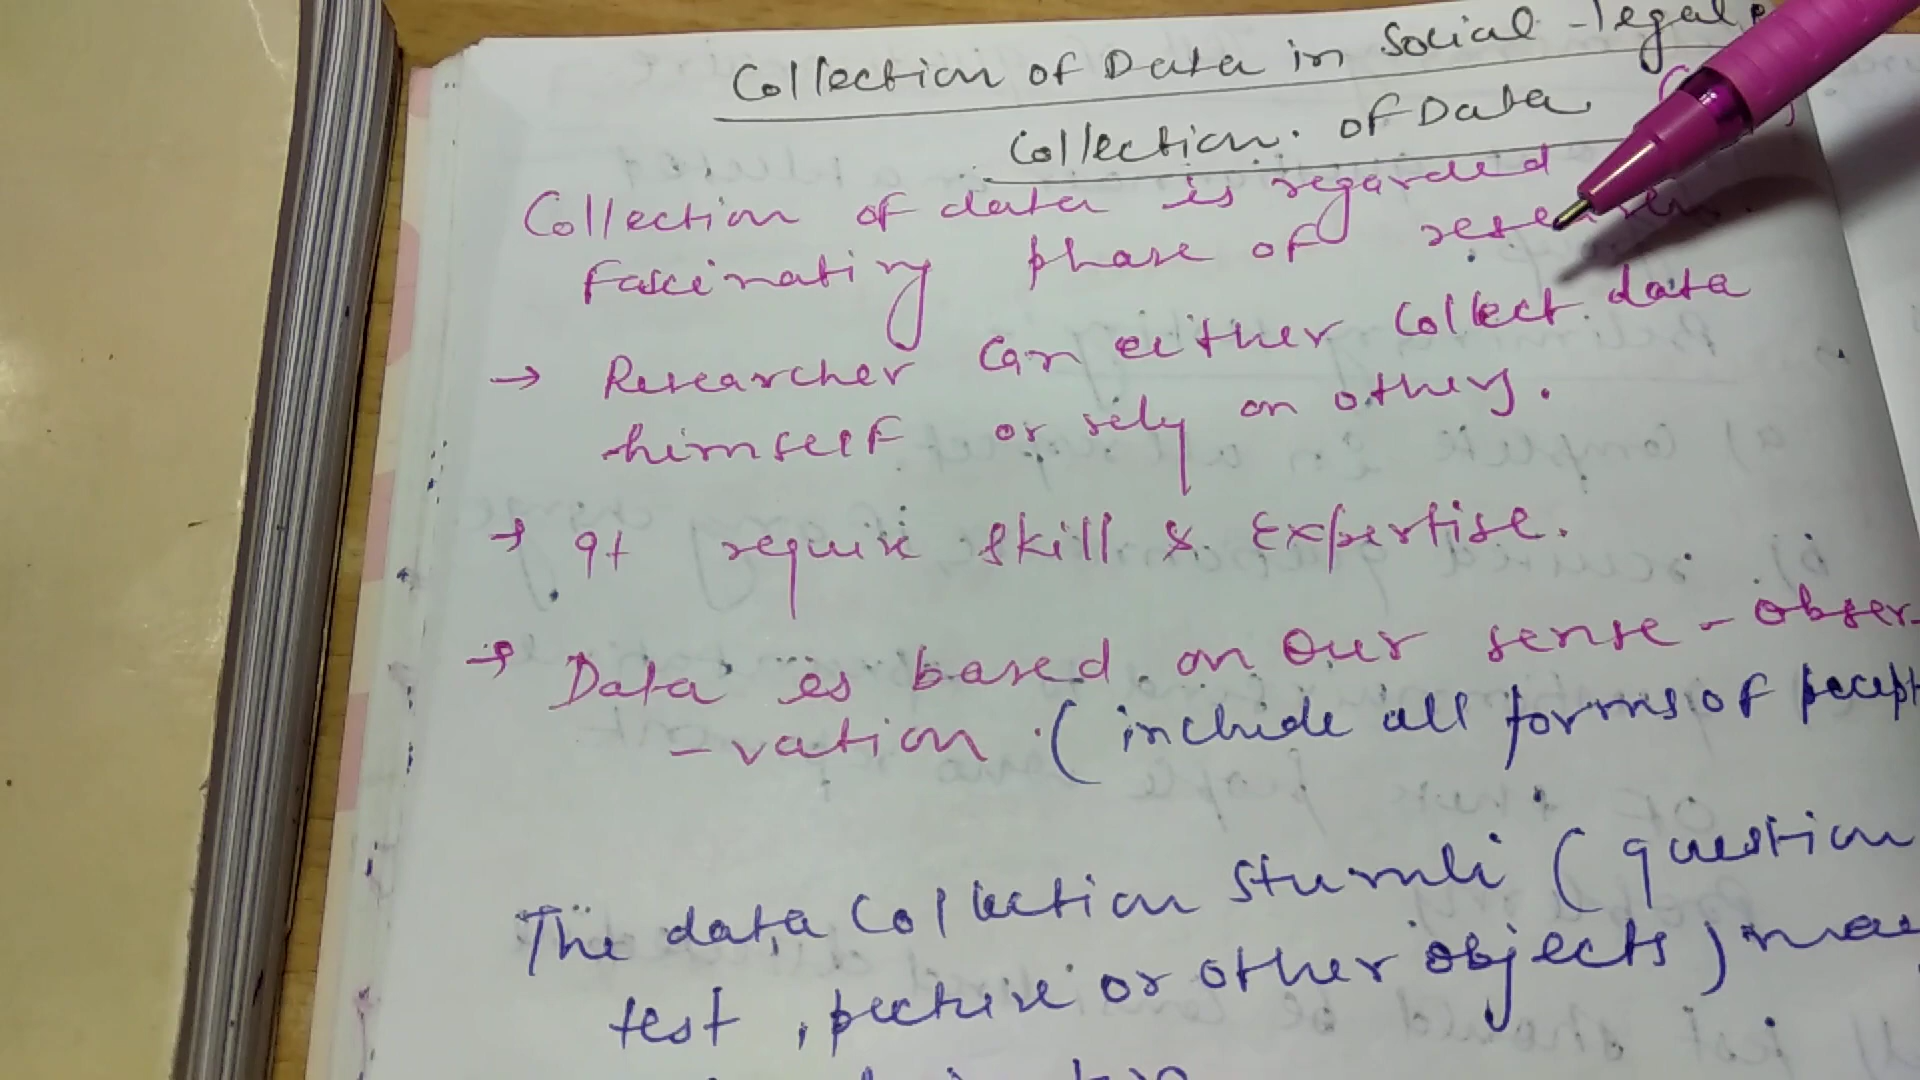 Collection of Data in Social-legal
Collection of Data
Collection of data is regarded
fascinating phase of
→ Researcher can either collect data
himself or rely on others.
→ It require skill & Expertise.
→ Data is based on our sense - obser-
-vation. (include all forms of
The data Collection Stumli (question
test, picture or other objects) may